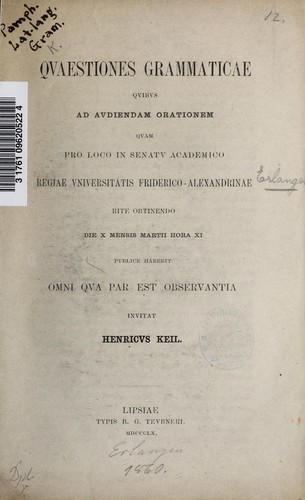 Pamph.
Lat. lang.
Gram.
K.
12.
QVAESTIONES GRAMMATICAE
QVIBVS
AD AVDIENDAM ORATIONEM
QVAM
PRO LOCO IN SENATV ACADEMICO
REGIAE VNIVERSITATIS FRIDERICO-ALEXANDRINAE Erlangen
RITE OBTINENDO
DIE X MENSIS MARTII HORA XI
PVBLICE HABEBIT
OMNI QVA PAR EST OBSERVANTIA
INVITAT
HENRICVS KEIL.
3 1761 09620522 4
LIPSIAE
TYPIS B. G. TEVBNERI.
MDCCCLX.
Erlangen
1860.